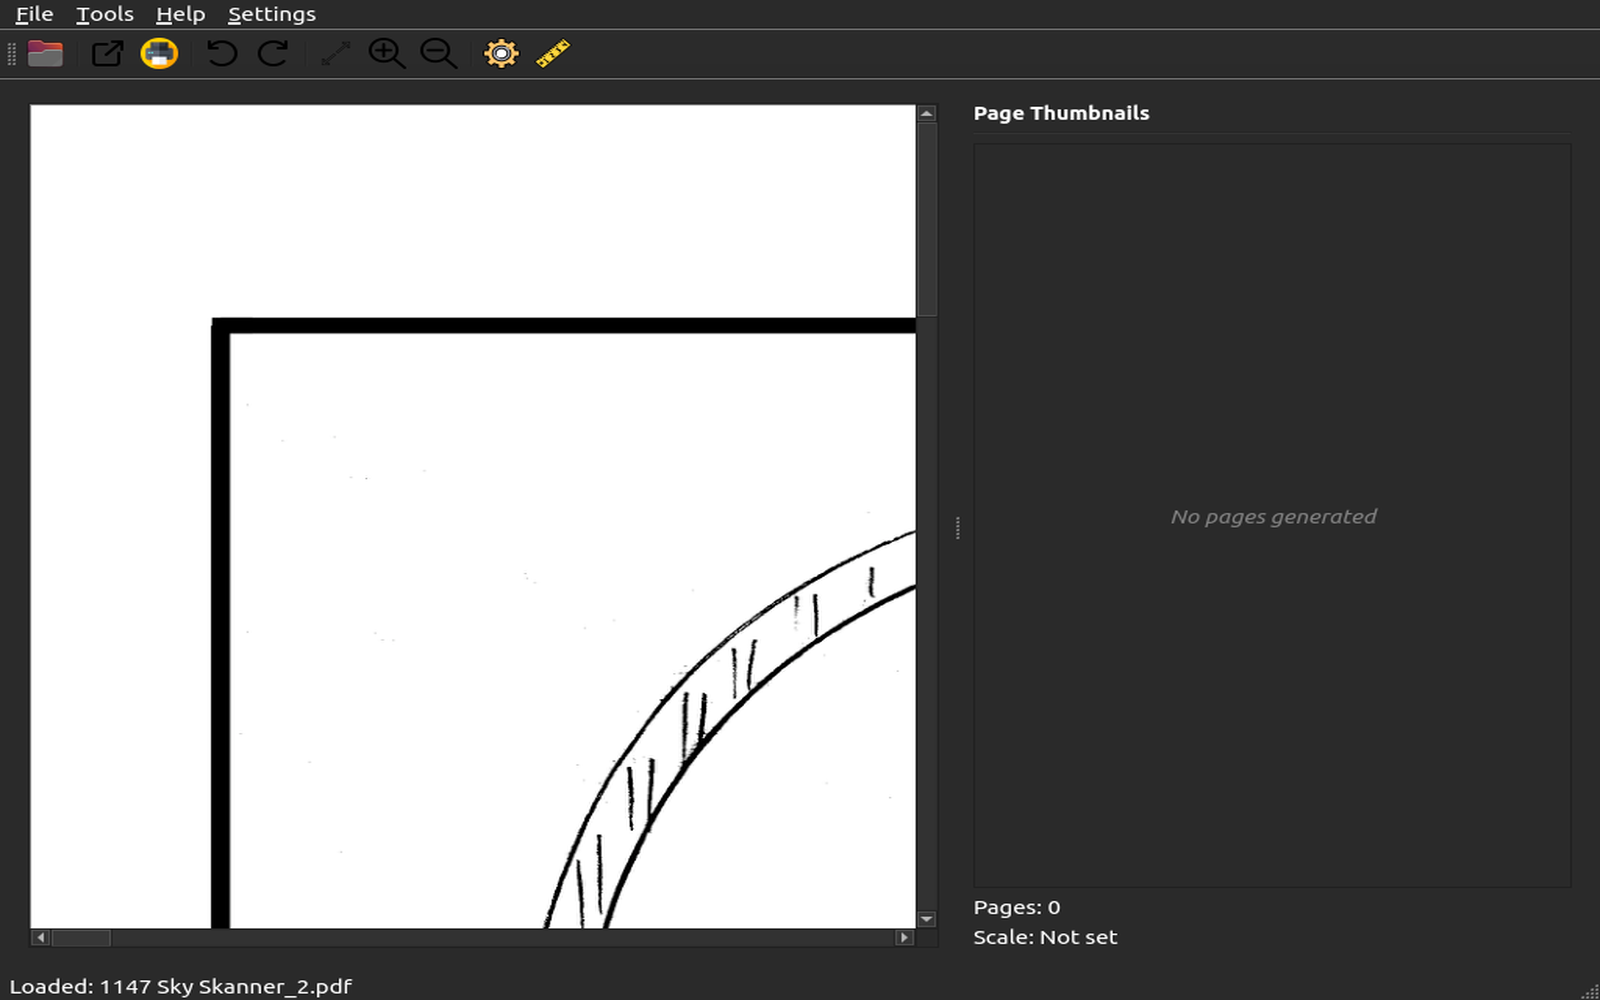 File Tools Help Settings
Page Thumbnails
No pages generated
Pages: 0
Scale: Not set
Loaded: 1147 Sky Skanner_2.pdf